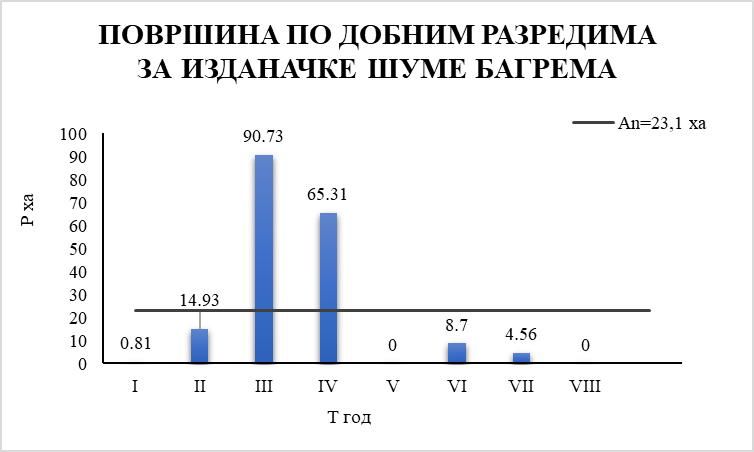 ПОВРШИНА ПО ДОБНИМ РАЗРЕДИМА
ЗА ИЗДАНАЧКЕ ШУМЕ БАГРЕМА
An=23,1 ха
Р ха
100
90
80
70
60
50
40
30
20
10
0
0.81
14.93
90.73
65.31
0
8.7
4.56
0
I
II
III
IV
V
VI
VII
VIII
Т год